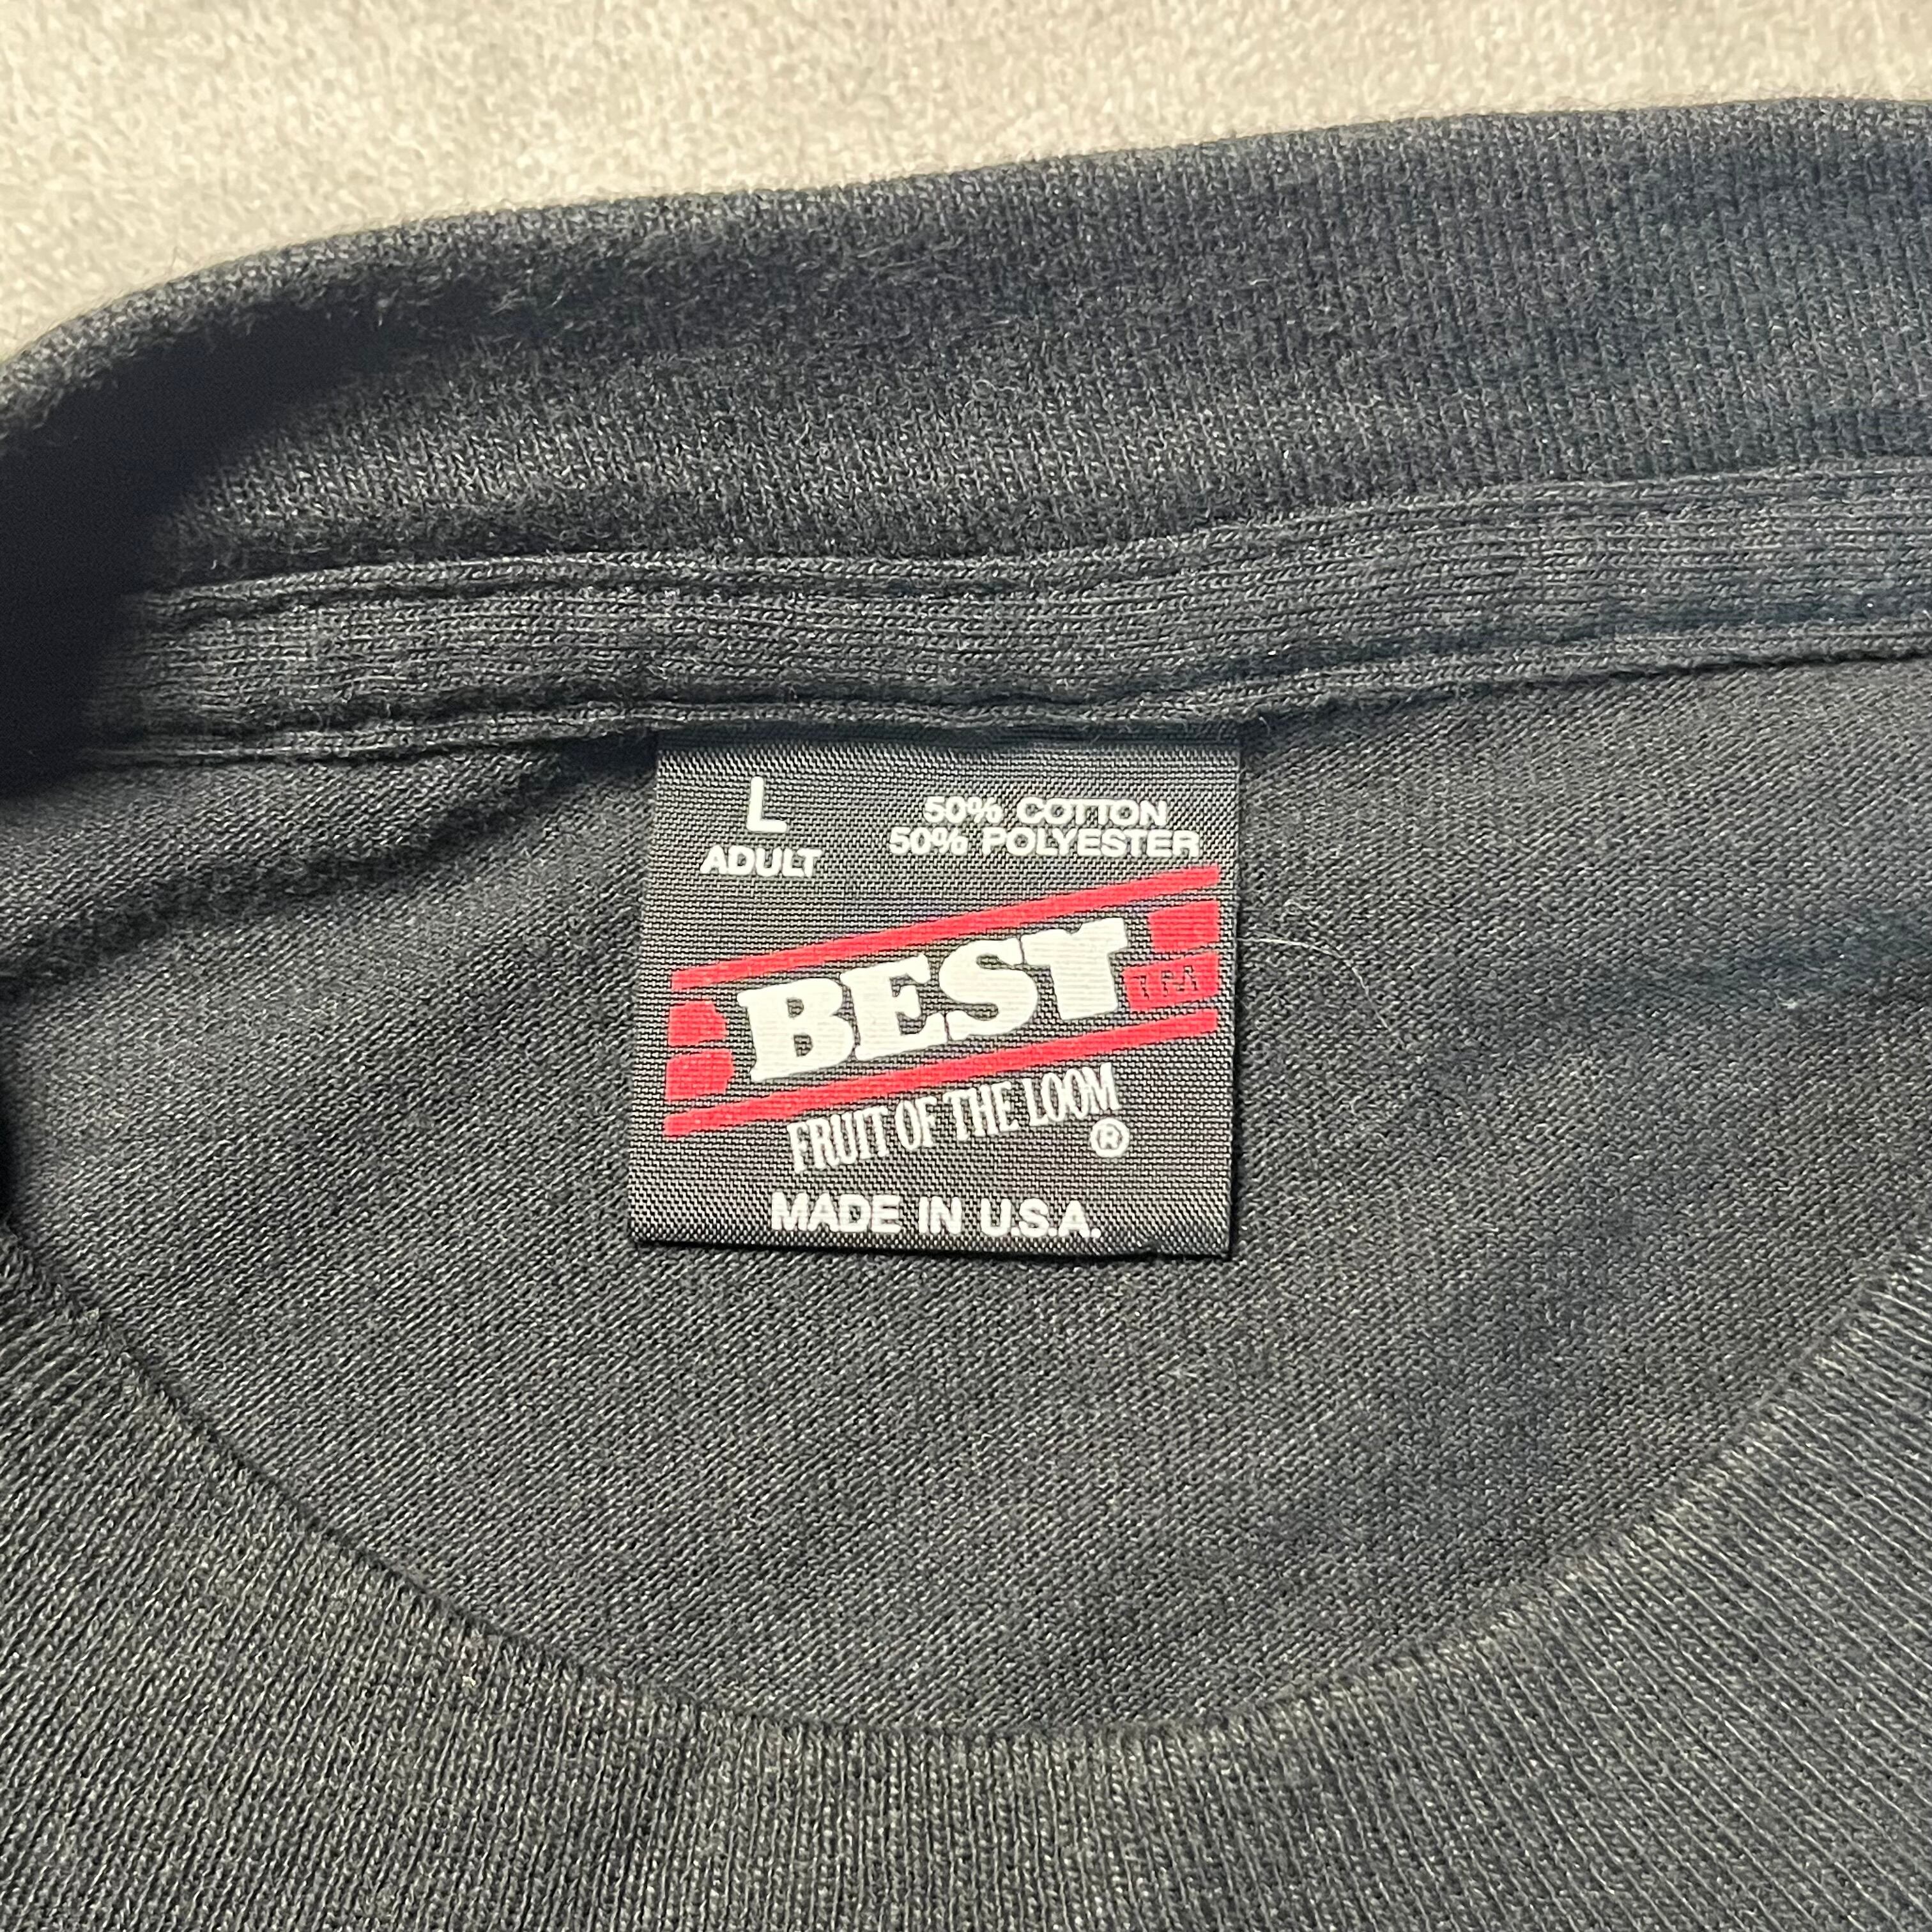 L
ADULT
50% COTTON
50% POLYESTER
BEST
FRUIT OF THE LOOM
®
MADE IN U.S.A.